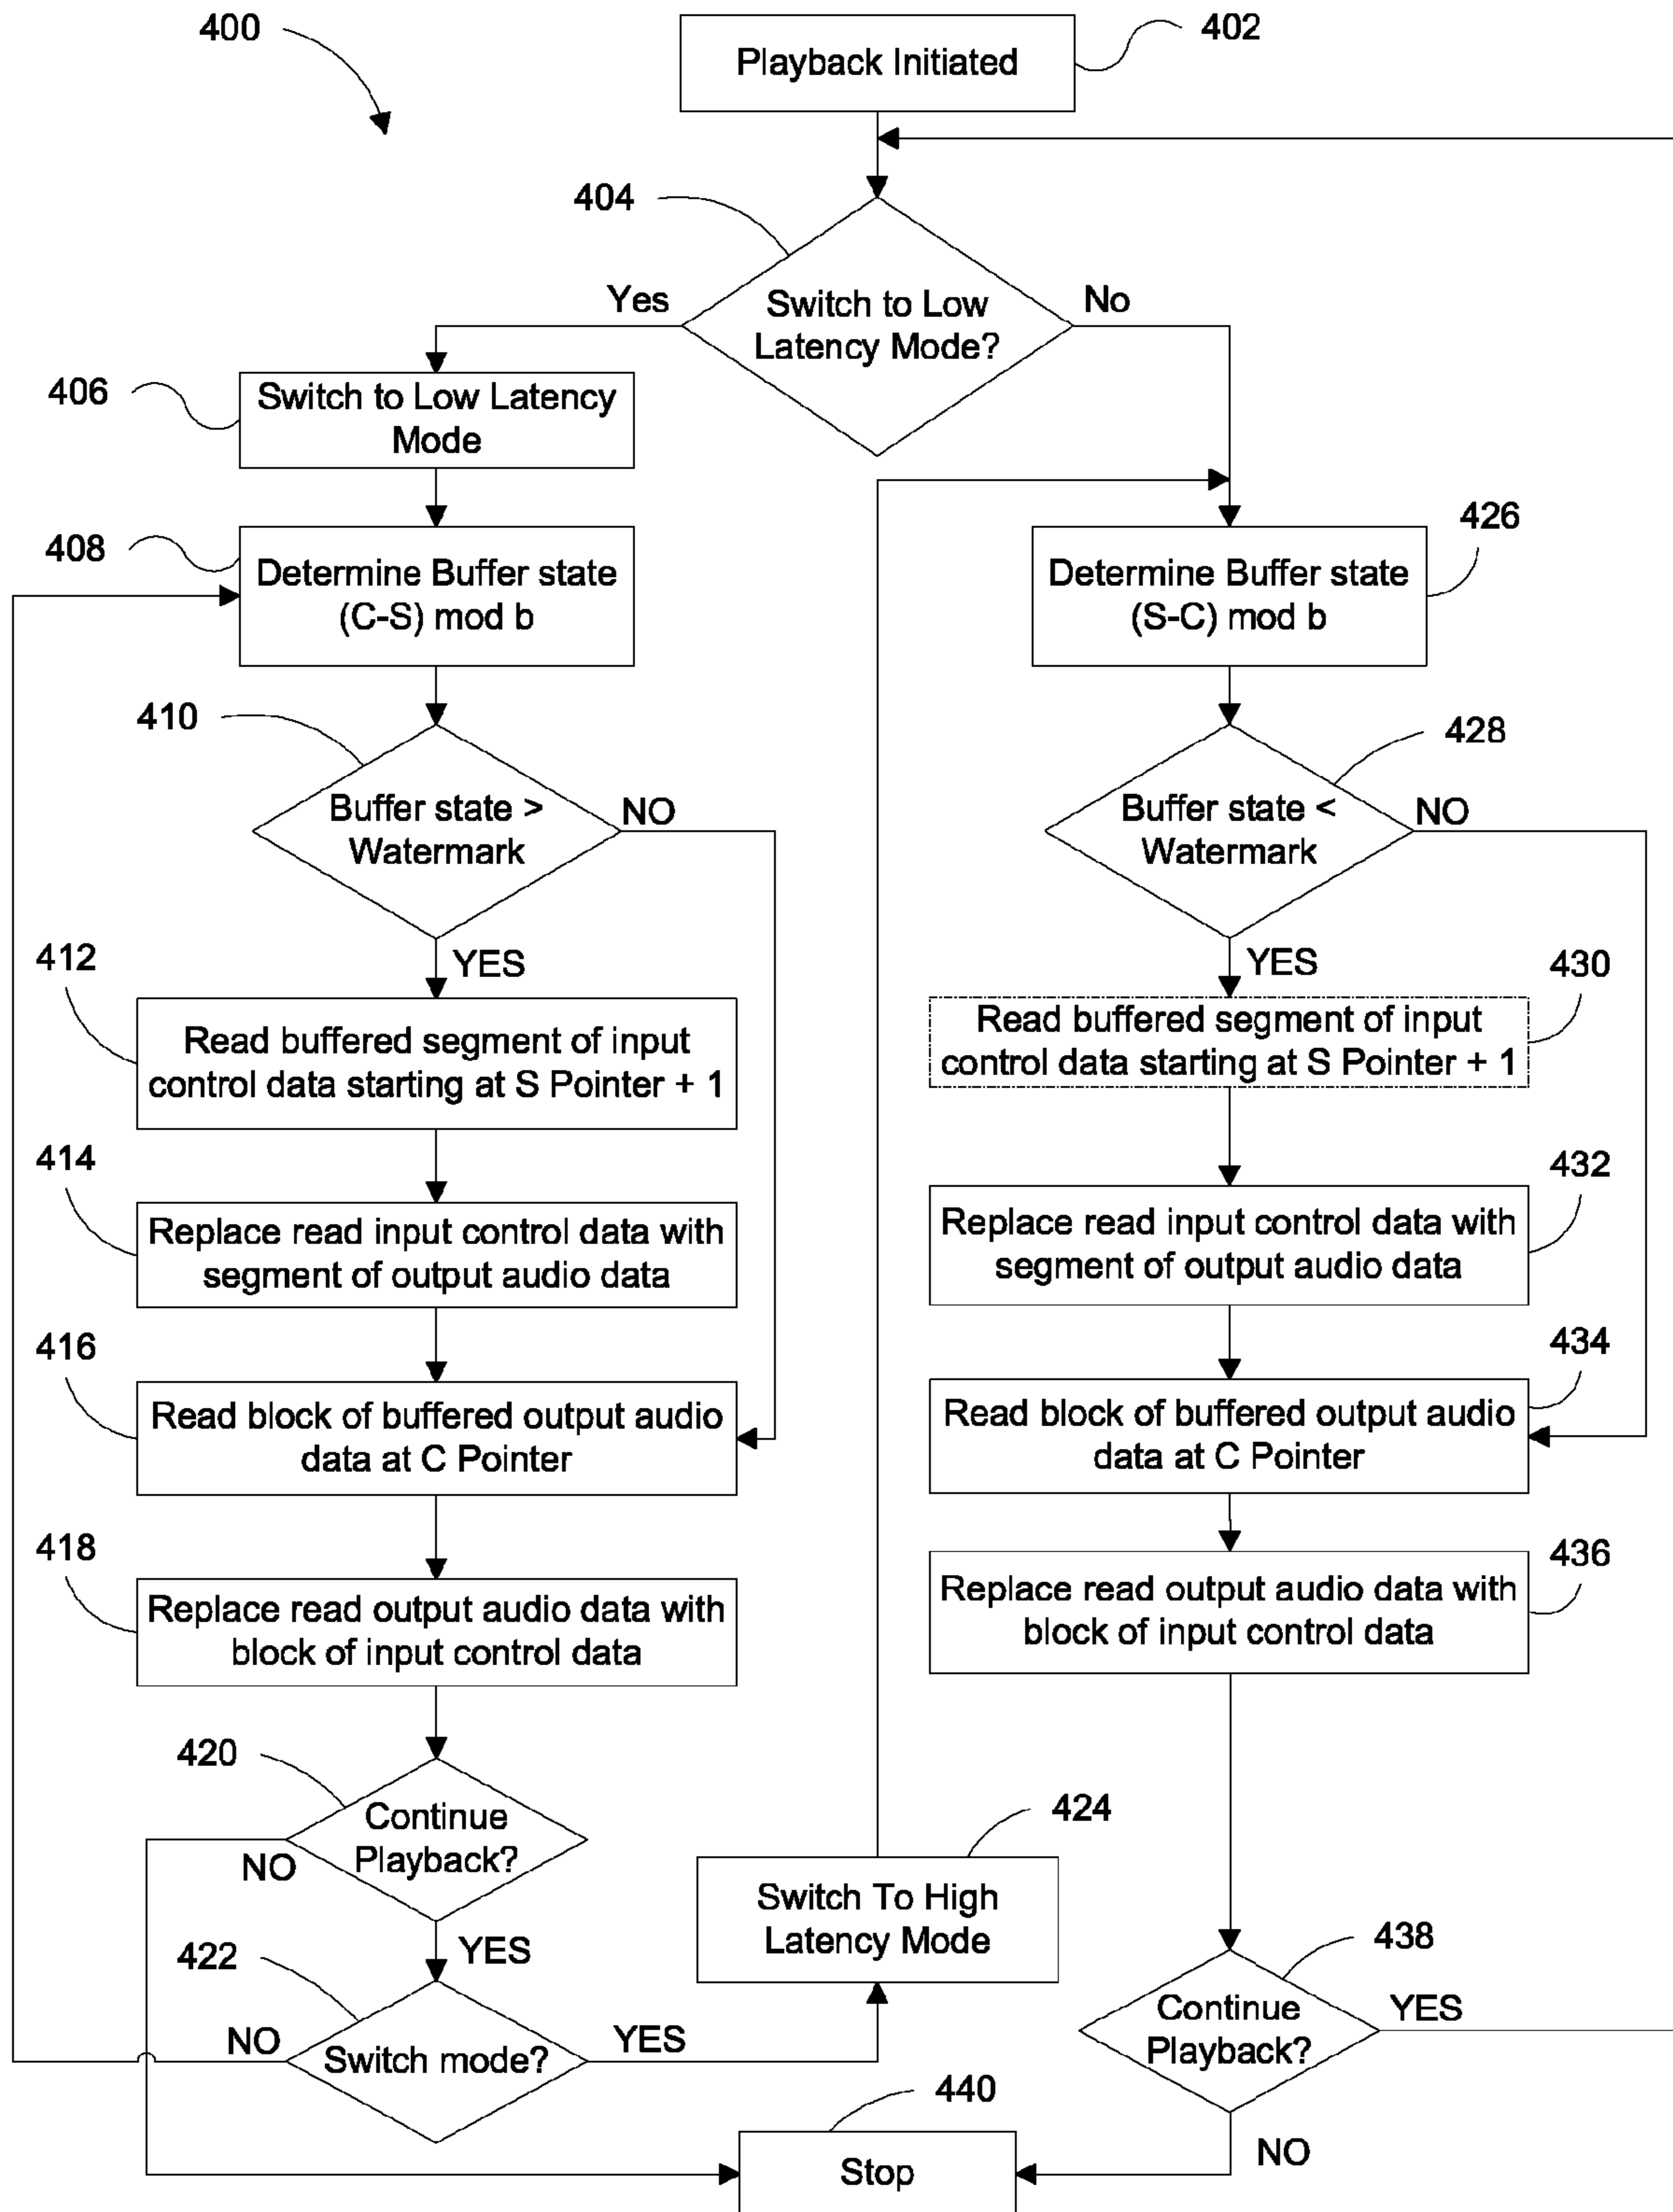 400
402
Playback Initiated
404
Switch to Low
Latency Mode?
Yes
No
406
Switch to Low Latency
Mode
408
Determine Buffer state
(C-S) mod b
426
Determine Buffer state
(S-C) mod b
410
Buffer state >
Watermark
NO
428
Buffer state <
Watermark
NO
412
YES
Read buffered segment of input
control data starting at S Pointer + 1
YES
430
Read buffered segment of input
control data starting at S Pointer + 1
414
Replace read input control data with
segment of output audio data
432
Replace read input control data with
segment of output audio data
416
Read block of buffered output audio
data at C Pointer
434
Read block of buffered output audio
data at C Pointer
418
Replace read output audio data with
block of input control data
436
Replace read output audio data with
block of input control data
420
Continue
Playback?
NO
YES
424
Switch To High
Latency Mode
422
Switch mode?
NO
YES
438
Continue
Playback?
YES
NO
440
Stop